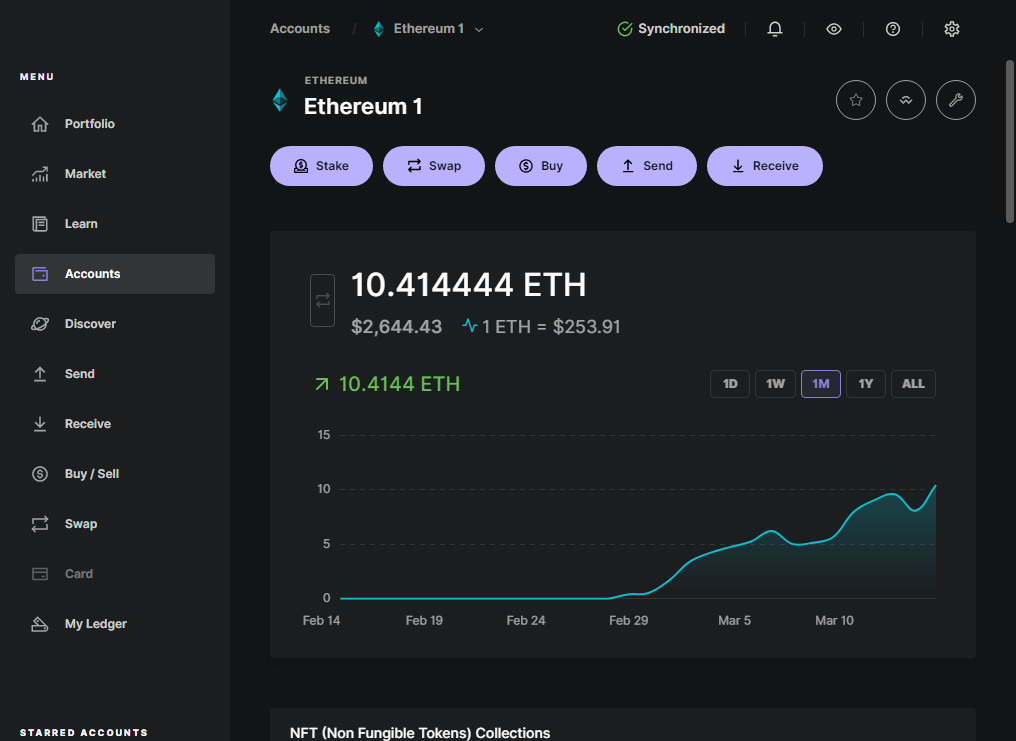 Accounts / Ethereum 1
Synchronized
MENU
Portfolio
Market
Learn
Accounts
Discover
Send
Receive
Buy / Sell
Swap
Card
My Ledger
STARRED ACCOUNTS
ETHEREUM
Ethereum 1
Stake
Swap
Buy
Send
Receive
10.414444 ETH
$2,644.43 1 ETH = $253.91
10.4144 ETH
1D 1W 1M 1Y ALL
15
10
5
0
Feb 14 Feb 19 Feb 24 Feb 29 Mar 5 Mar 10
NFT (Non Fungible Tokens) Collections